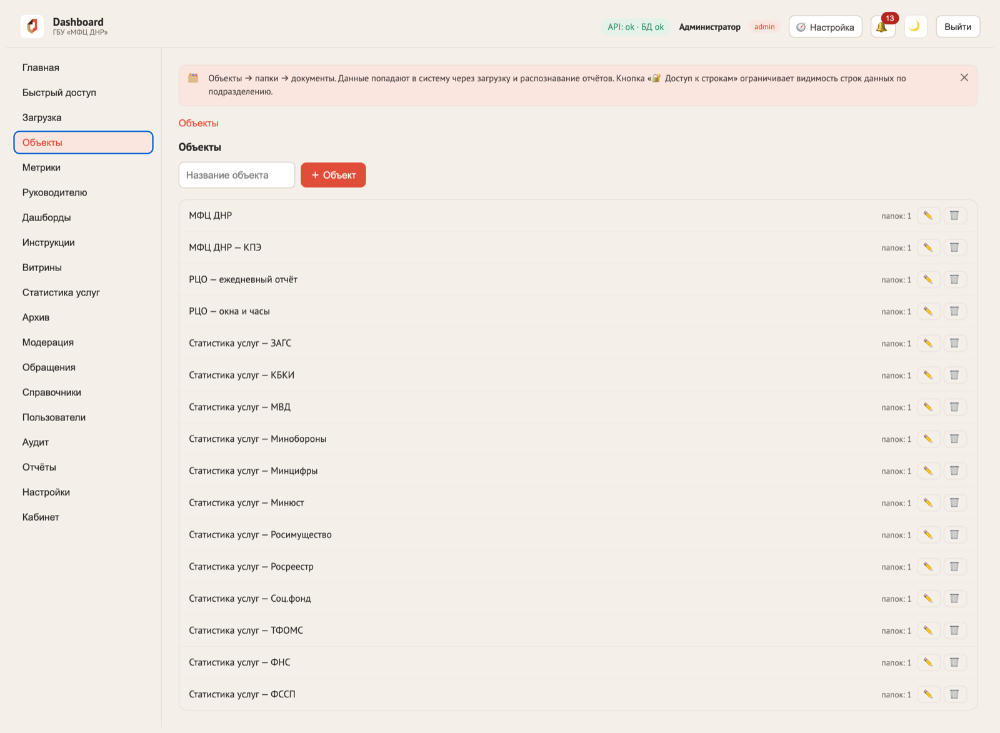 Dashboard
ГБУ «МФЦ ДНР»
API: ok · БД ok
Администратор
admin
Настройка
13
Выйти
Главная
Быстрый доступ
Загрузка
Объекты
Метрики
Руководителю
Дашборды
Инструкции
Витрины
Статистика услуг
Архив
Модерация
Обращения
Справочники
Пользователи
Аудит
Отчёты
Настройки
Кабинет
Объекты → папки → документы. Данные попадают в систему через загрузку и распознавание отчётов. Кнопка «🔐 Доступ к строкам» ограничивает видимость строк данных по
подразделению.
Объекты
Объекты
Название объекта
+ Объект
МФЦ ДНР папок: 1
МФЦ ДНР — КПЭ папок: 1
РЦО — ежедневный отчёт папок: 1
РЦО — окна и часы папок: 1
Статистика услуг — ЗАГС папок: 1
Статистика услуг — КБКИ папок: 1
Статистика услуг — МВД папок: 1
Статистика услуг — Минобороны папок: 1
Статистика услуг — Минцифры папок: 1
Статистика услуг — Минюст папок: 1
Статистика услуг — Росимущество папок: 1
Статистика услуг — Росреестр папок: 1
Статистика услуг — Соц.фонд папок: 1
Статистика услуг — ТФОМС папок: 1
Статистика услуг — ФНС папок: 1
Статистика услуг — ФССП папок: 1